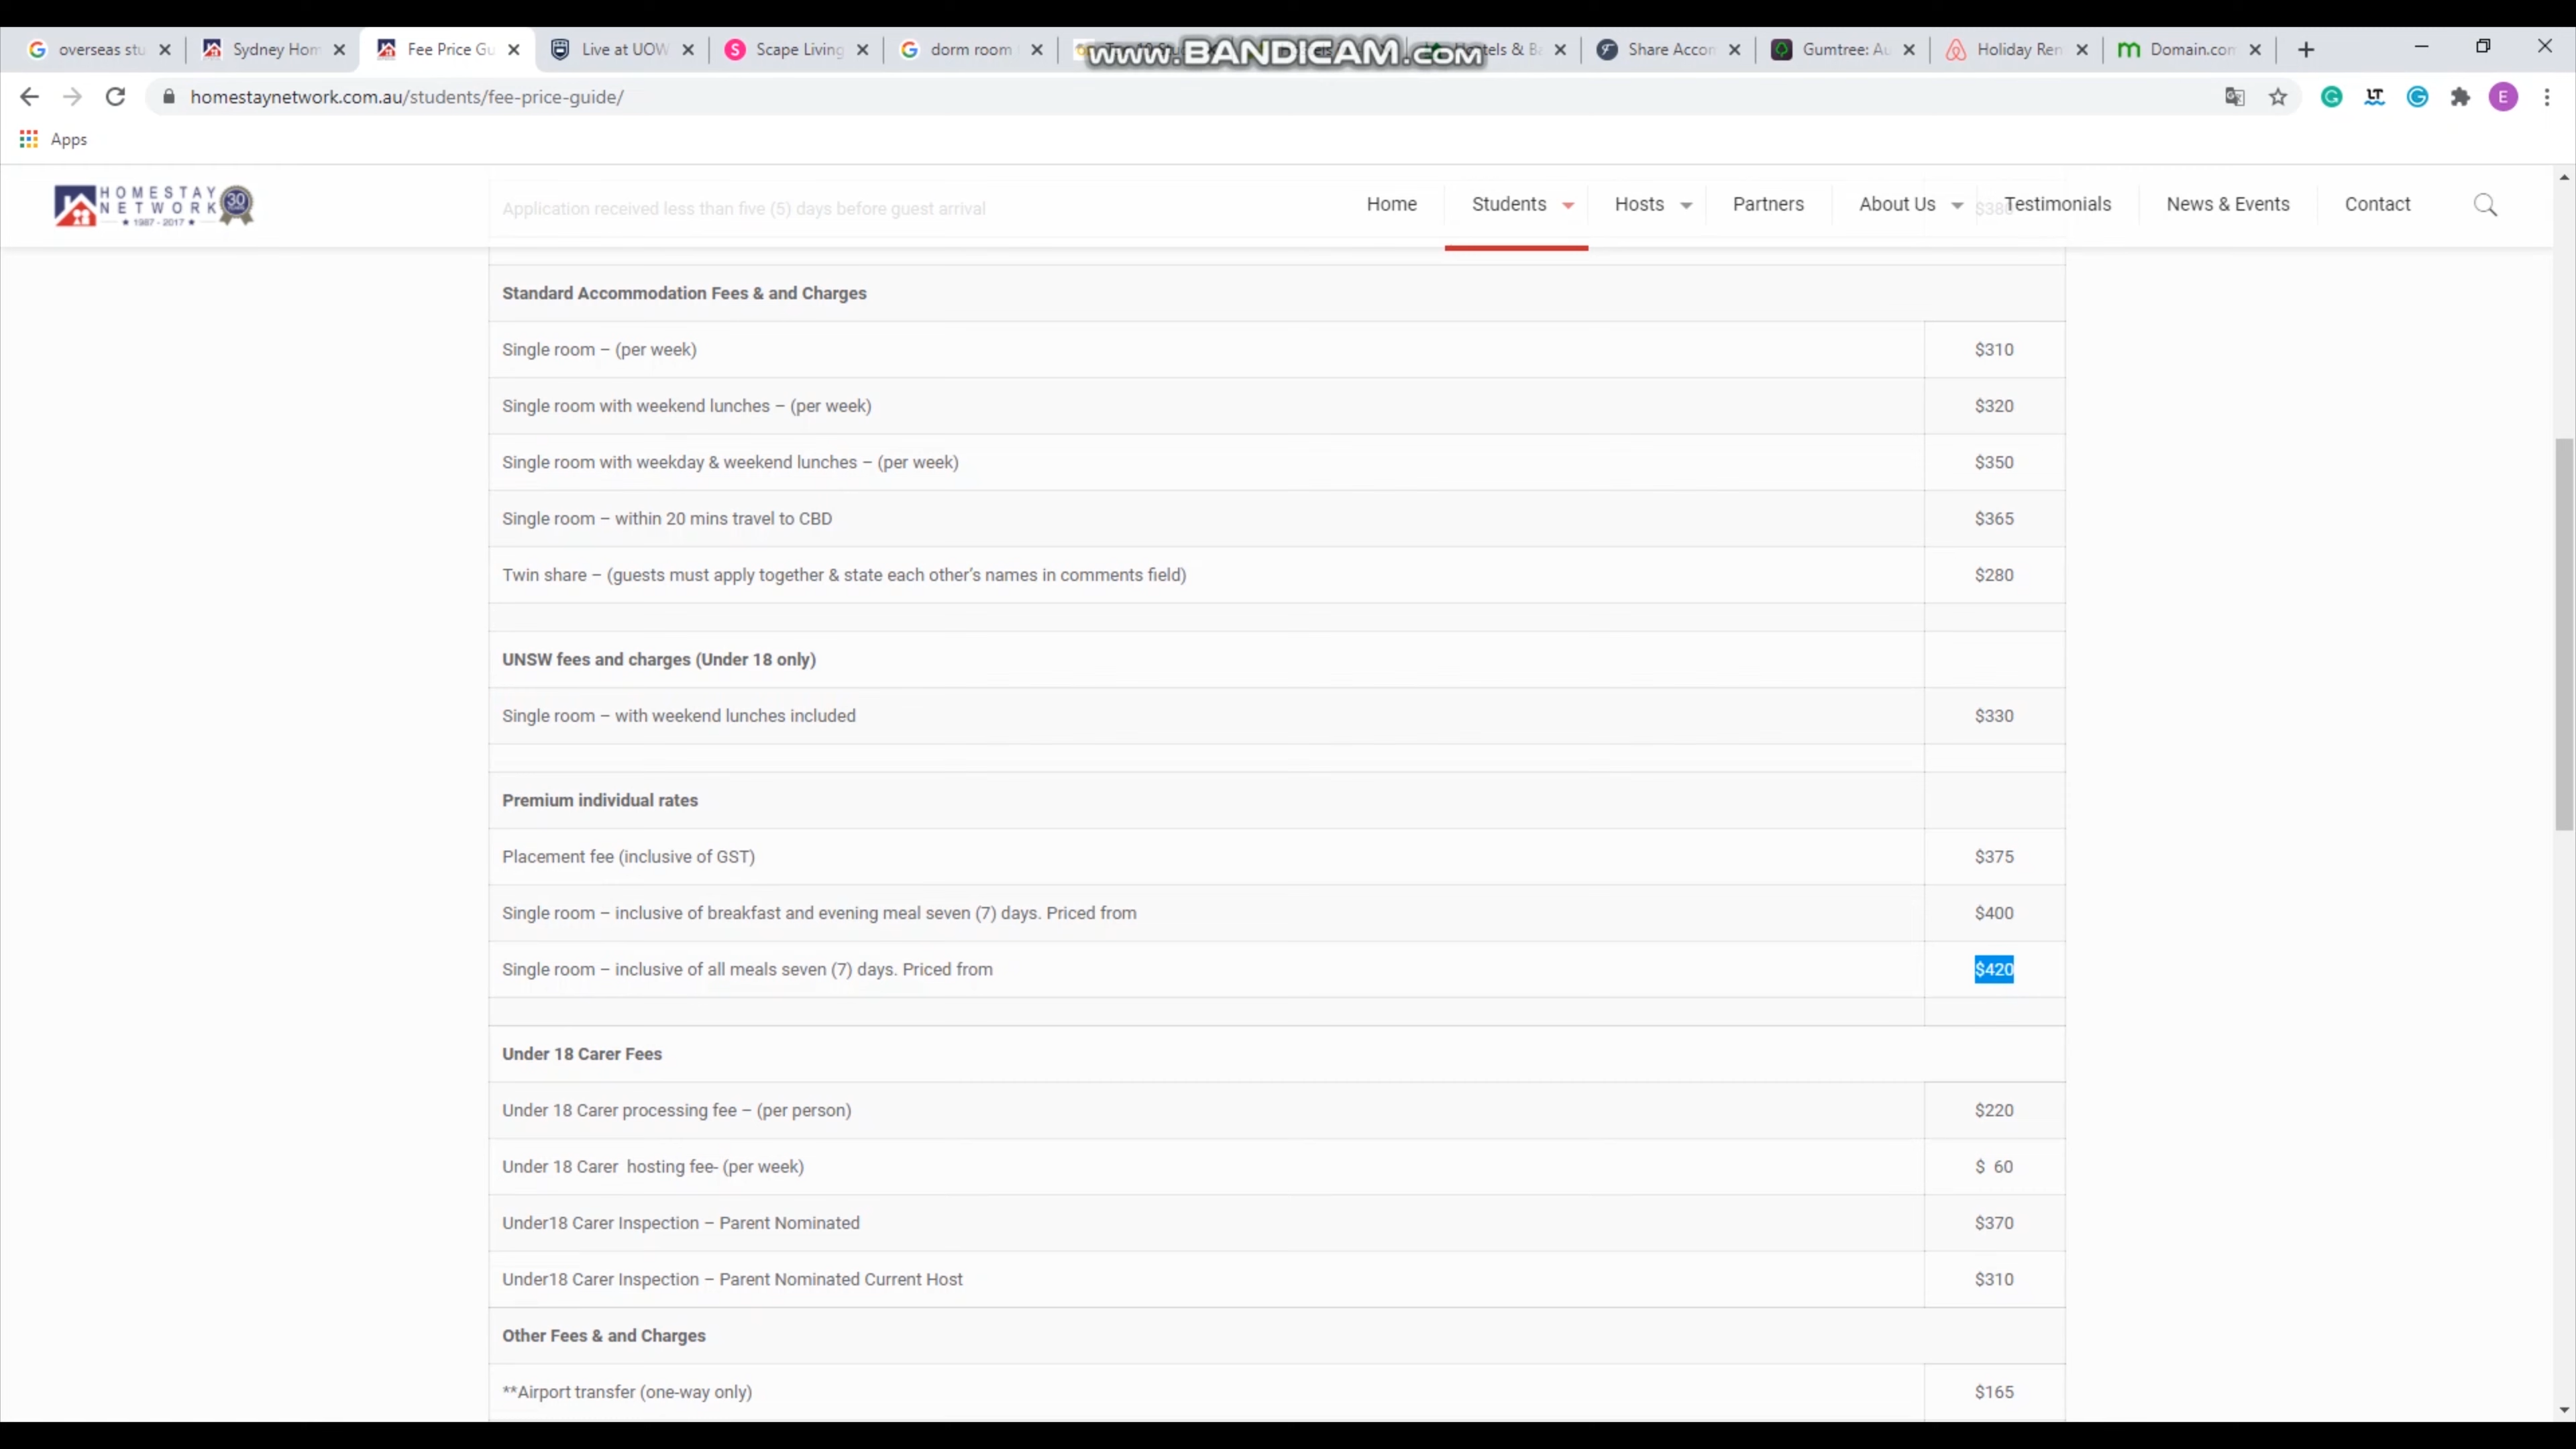 overseas stu
Sydney Hom
Fee Price Gu
Live at UOW
Scape Living
dorm room
www.BANDICAM.com
Share Accor
Gumtree: Au
Holiday Ren
Domain.com
homestaynetwork.com.au/students/fee-price-guide/
Apps
HOMESTAY
NETWORK
1987 - 2017
30
Home
Students
Hosts
Partners
About Us
Testimonials
News & Events
Contact
Application received less than five (5) days before guest arrival
$380
Standard Accommodation Fees & and Charges
Single room – (per week) $310
Single room with weekend lunches – (per week) $320
Single room with weekday & weekend lunches – (per week) $350
Single room – within 20 mins travel to CBD $365
Twin share – (guests must apply together & state each other's names in comments field) $280
UNSW fees and charges (Under 18 only)
Single room – with weekend lunches included $330
Premium individual rates
Placement fee (inclusive of GST) $375
Single room – inclusive of breakfast and evening meal seven (7) days. Priced from $400
Single room – inclusive of all meals seven (7) days. Priced from $420
Under 18 Carer Fees
Under 18 Carer processing fee – (per person) $220
Under 18 Carer hosting fee- (per week) $ 60
Under18 Carer Inspection – Parent Nominated $370
Under18 Carer Inspection – Parent Nominated Current Host $310
Other Fees & and Charges
**Airport transfer (one-way only) $165